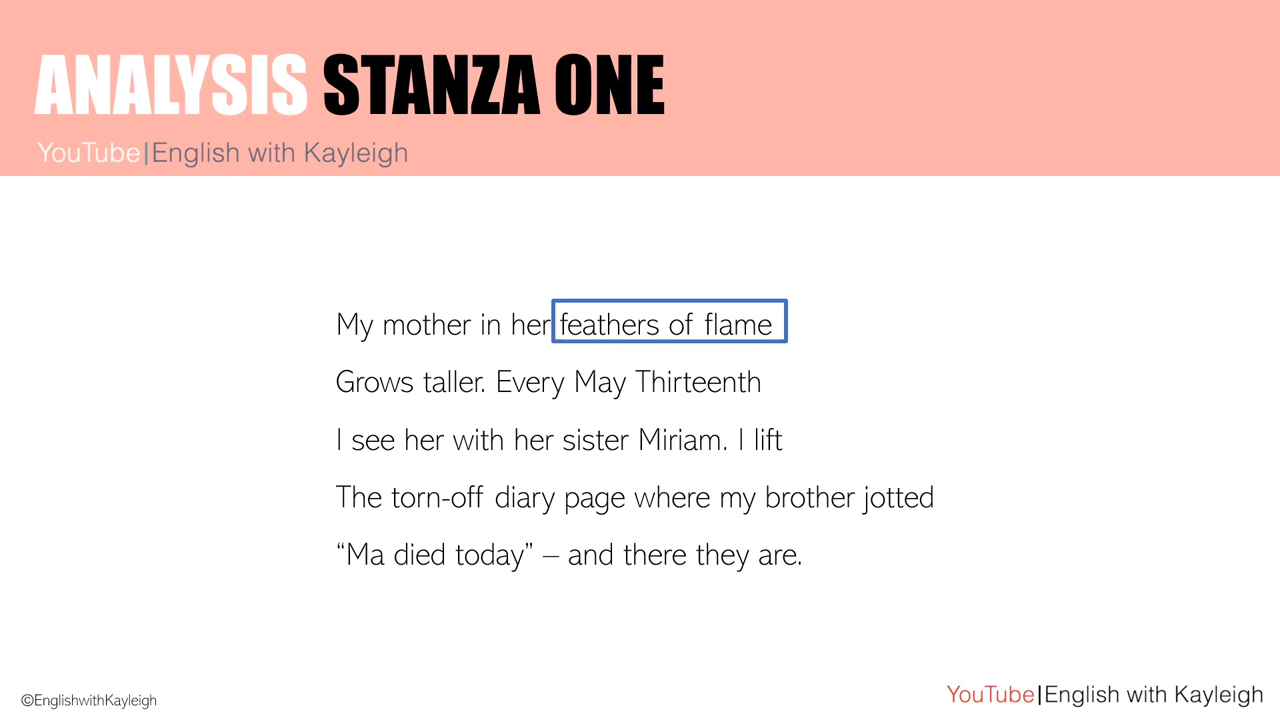 ANALYSIS STANZA ONE
YouTube|English with Kayleigh
My mother in her feathers of flame
Grows taller. Every May Thirteenth
I see her with her sister Miriam. I lift
The torn-off diary page where my brother jotted
“Ma died today” – and there they are.
©EnglishwithKayleigh
YouTube|English with Kayleigh